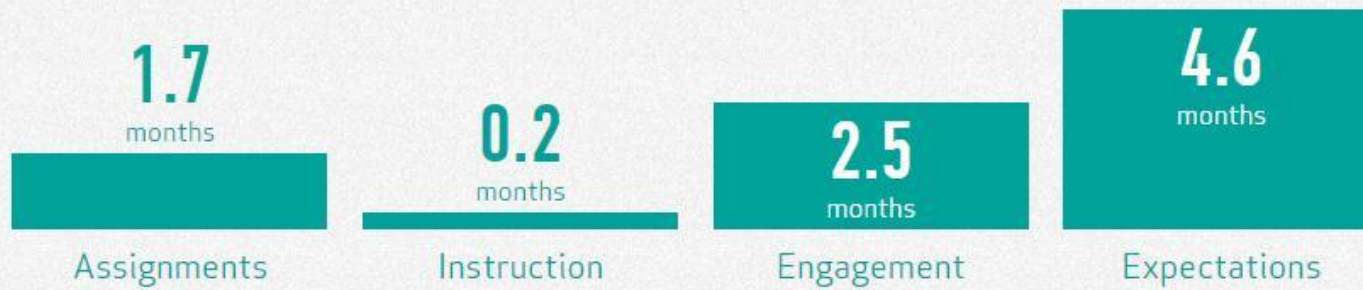 1.7
months
Assignments
0.2
months
Instruction
2.5
months
Engagement
4.6
months
Expectations